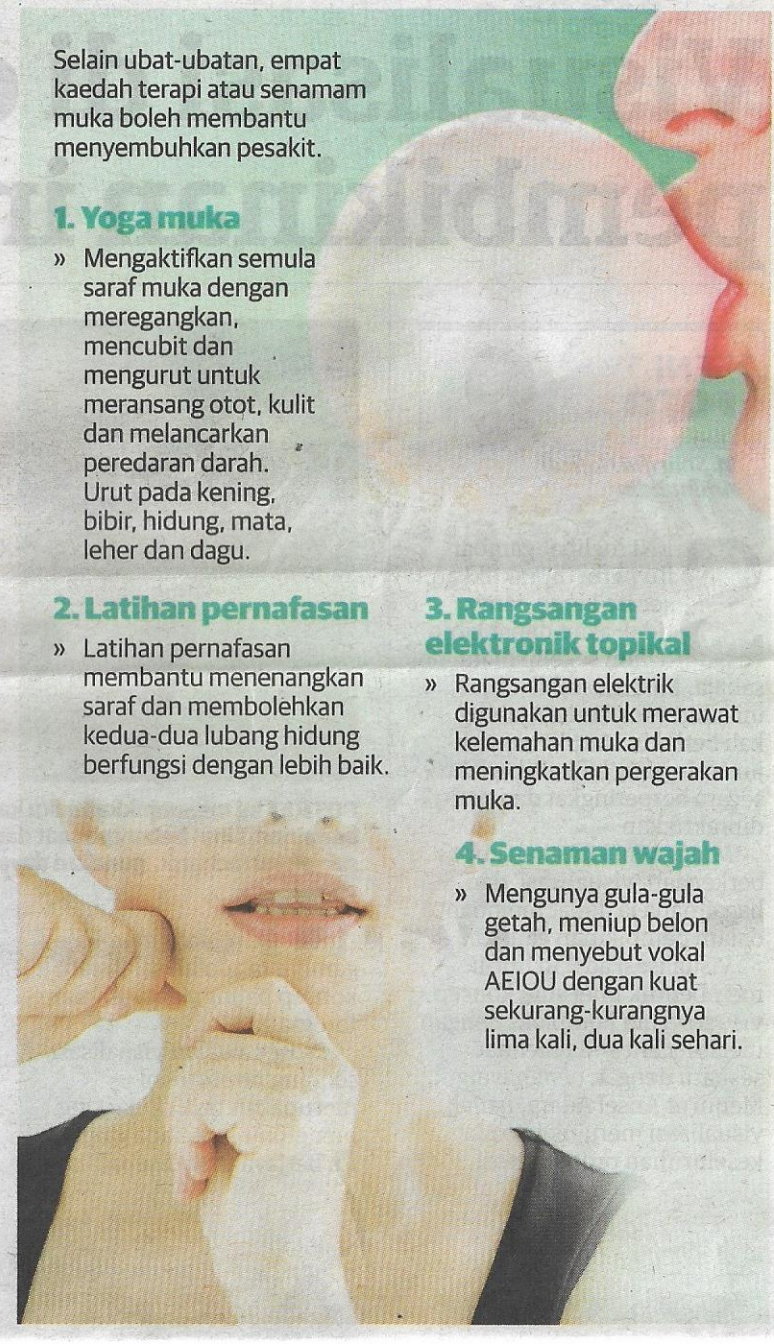 Selain ubat-ubatan, empat
kaedah terapi atau senamam
muka boleh membantu
menyembuhkan pesakit.
1. Yoga muka
» Mengaktifkan semula
saraf muka dengan
meregangkan,
mencubit dan
mengurut untuk
meransang otot, kulit
dan melancarkan
peredaran darah.
Urut pada kening,
bibir, hidung, mata,
leher dan dagu.
2. Latihan pernafasan
» Latihan pernafasan
membantu menenangkan
saraf dan membolehkan
kedua-dua lubang hidung
berfungsi dengan lebih baik.
3. Rangsangan
elektronik topikal
» Rangsangan elektrik
digunakan untuk merawat
kelemahan muka dan
meningkatkan pergerakan
muka.
4. Senaman wajah
» Mengunya gula-gula
getah, meniup belon
dan menyebut vokal
AEIOU dengan kuat
sekurang-kurangnya
lima kali, dua kali sehari.